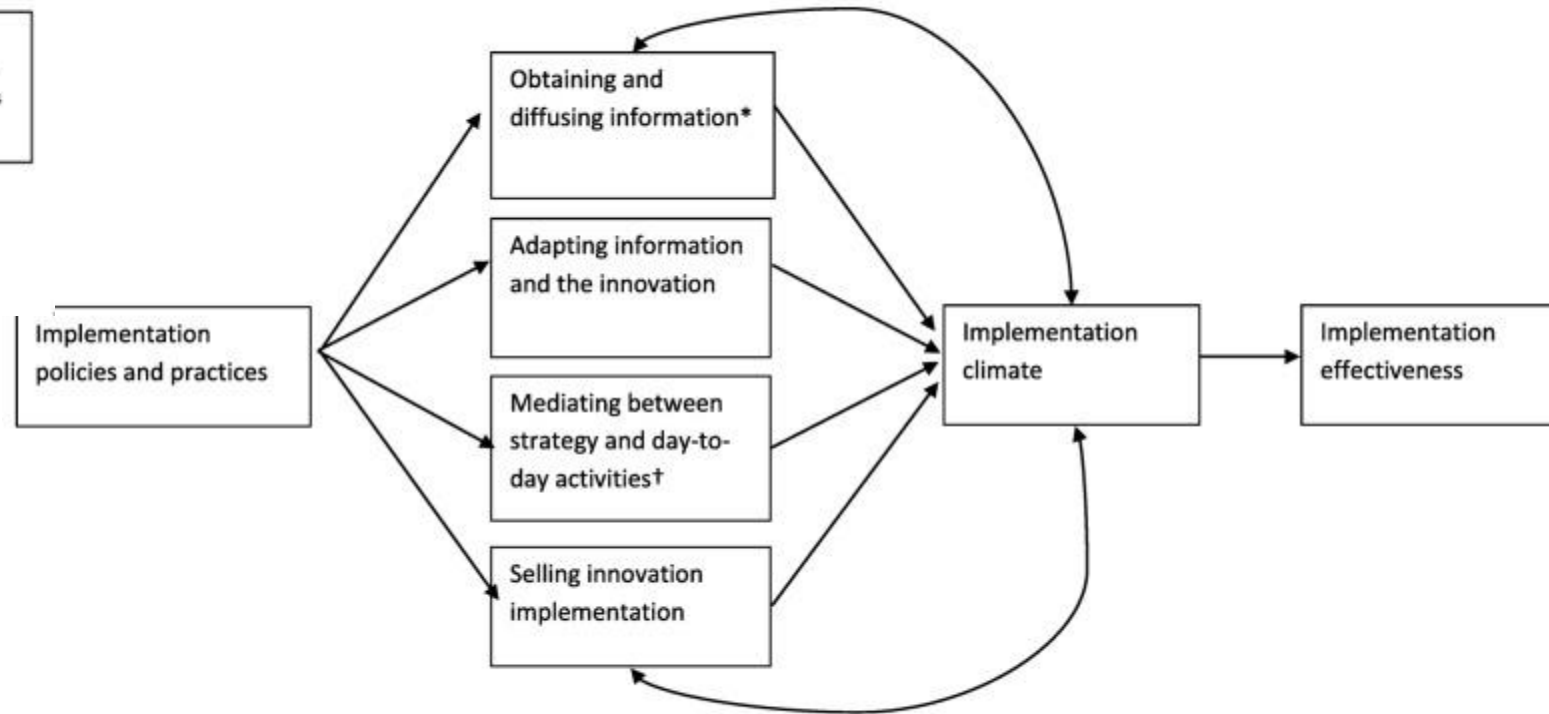 Obtaining and
diffusing information*
Adapting information
and the innovation
Implementation
policies and practices
Mediating between
strategy and day-to-
day activities†
Selling innovation
implementation
Implementation
climate
Implementation
effectiveness